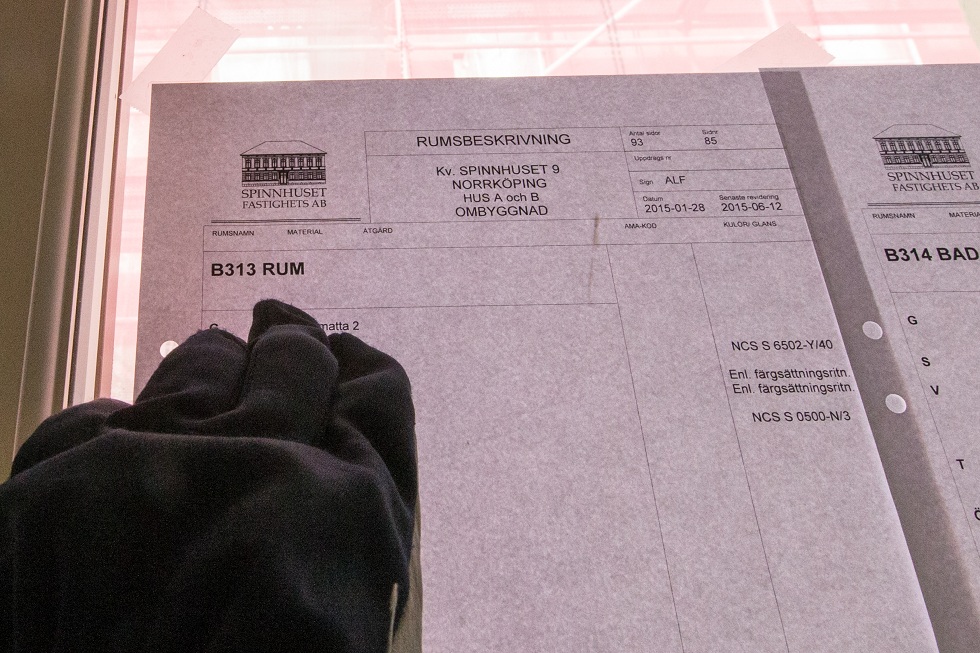 RUMSBESKRIVNING
Antal sidor
Sidnr
93
85
Kv. SPINNHUSET 9
NORRKÖPING
HUS A och B
OMBYGGNAD
Uppdrags nr
Sign ALF
Datum
Senaste revidering
2015-01-28
2015-06-12
SPINNHUSET
FASTIGHETS AB
RUMSNAMN
MATERIAL
ÅTGÄRD
AMA-KOD
KULÖR/ GLANS
B313 RUM
G
matta 2
NCS S 6502-Y/40
Enl. färgsättningsritn.
Enl. färgsättningsritn.
NCS S 0500-N/3
SPINNHUSET
FASTIGHETS AB
RUMSNAMN
MATERIA
B314 BAD
G
S
V
T
Ö